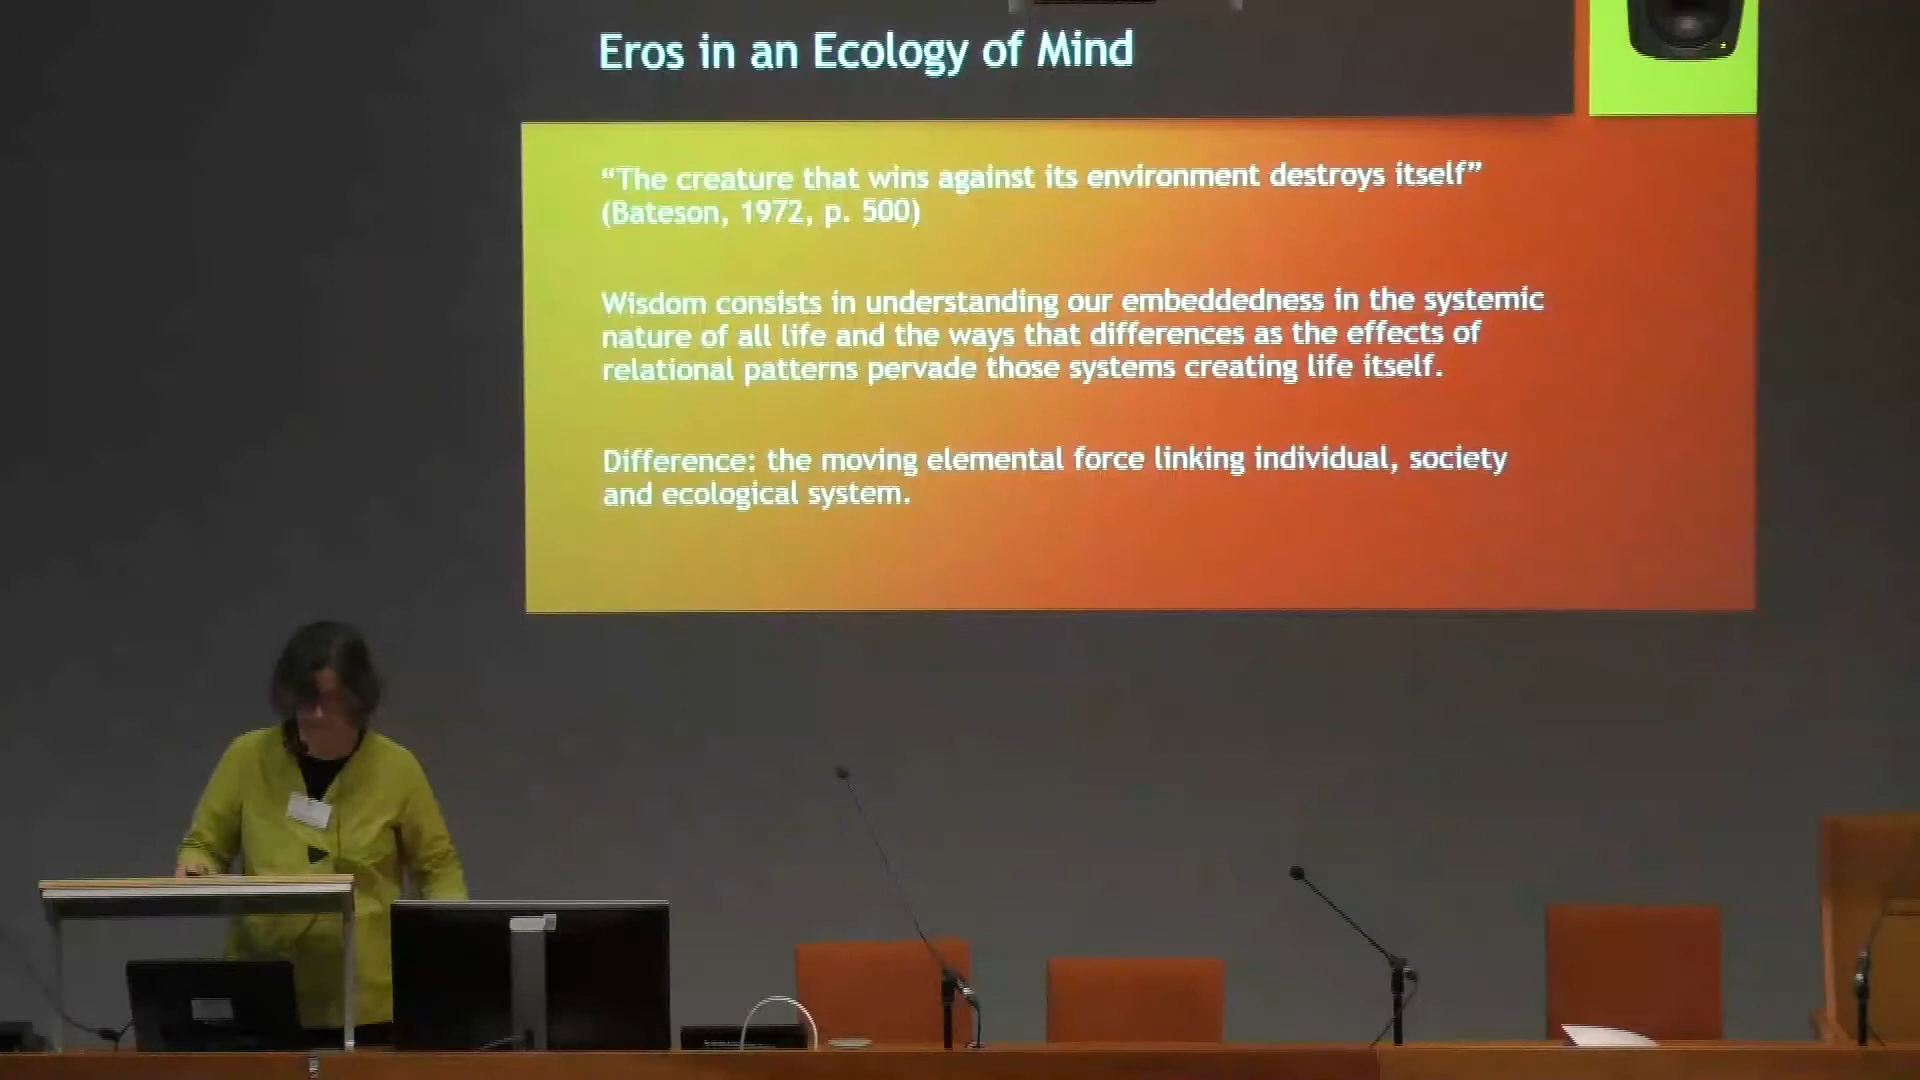 Eros in an Ecology of Mind
“The creature that wins against its environment destroys itself”
(Bateson, 1972, p. 500)
Wisdom consists in understanding our embeddedness in the systemic
nature of all life and the ways that differences as the effects of
relational patterns pervade those systems creating life itself.
Difference: the moving elemental force linking individual, society
and ecological system.